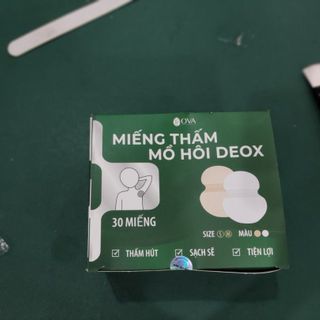 OVA
MIẾNG THẤM
MỒ HÔI DEOX
30 MIẾNG
SIZE S M MÀU
THẤM HÚT SẠCH SẼ TIỆN LỢI